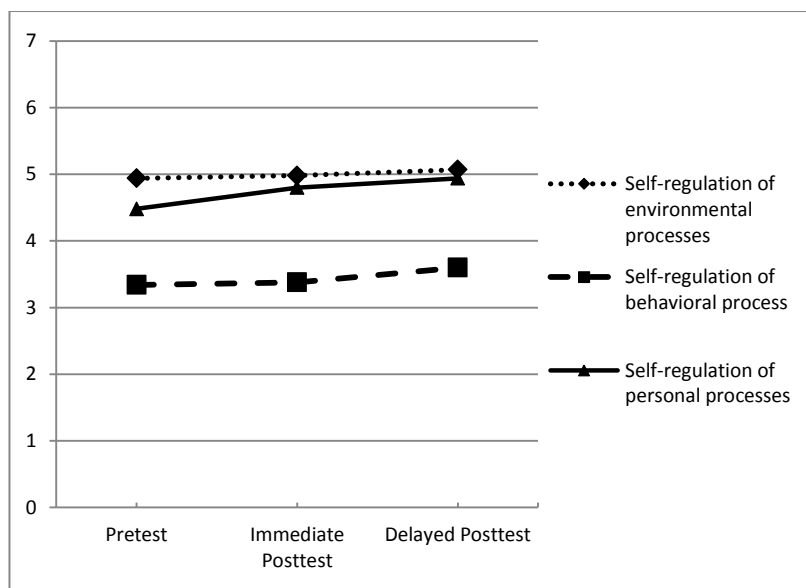 7
6
5
4
3
2
1
0
Pretest
Immediate
Posttest
Delayed Posttest
Self-regulation of
environmental
processes
Self-regulation of
behavioral process
Self-regulation of
personal processes